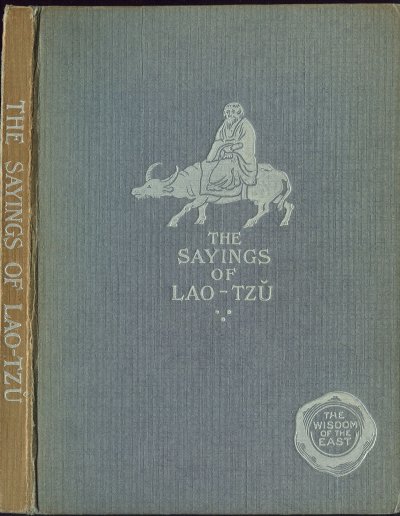 THE SAYINGS OF LAO-TZŬ
THE
SAYINGS
OF
LAO-TZŬ
THE
WISDOM
OF THE
EAST